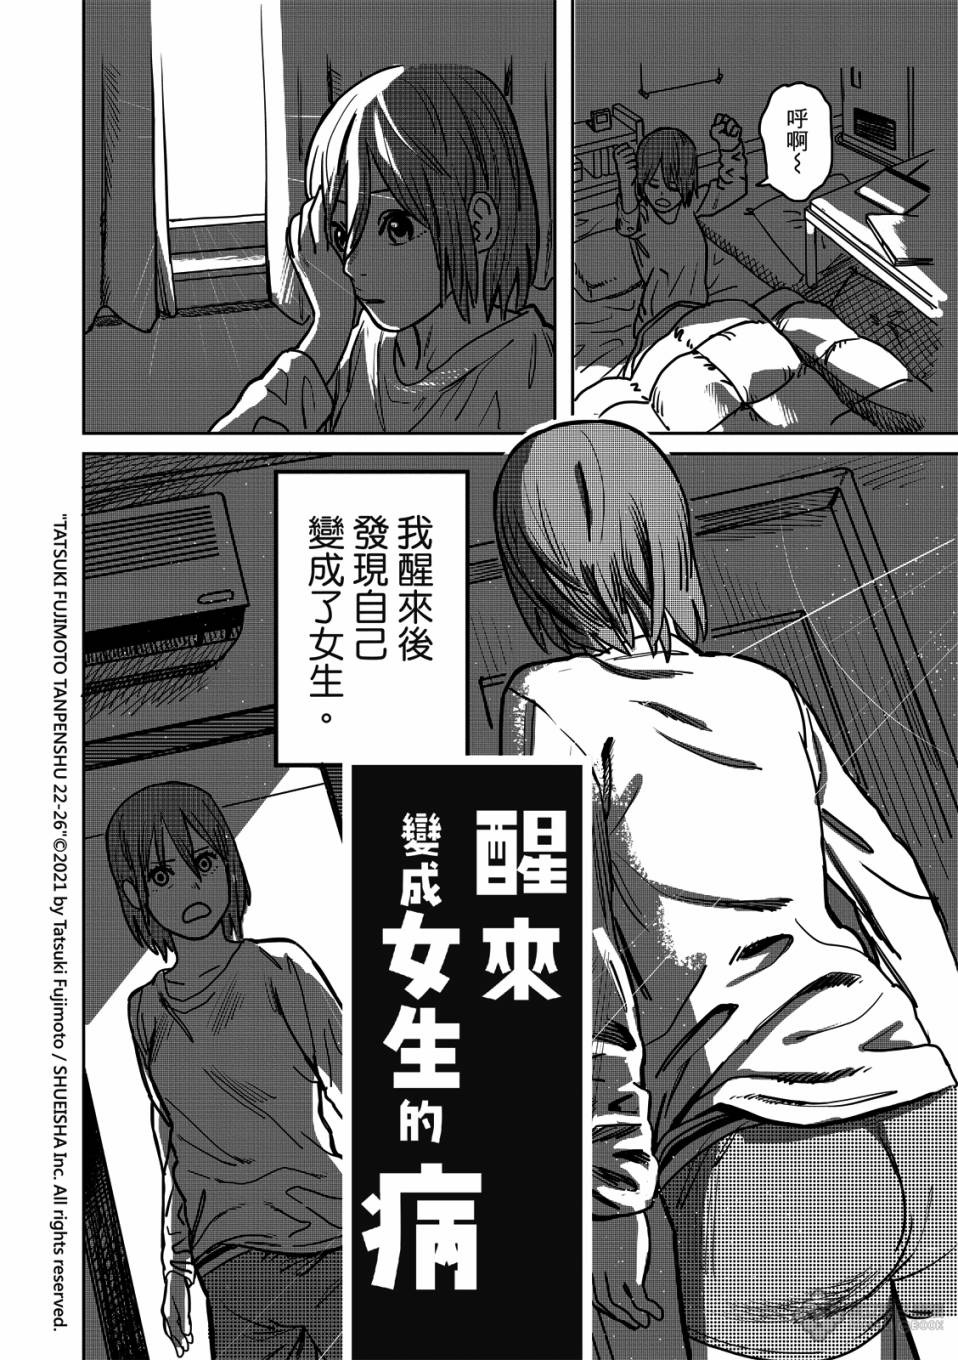 呼啊～
我醒來後
發現自己
變成了女生。
醒來
變成女生的
病
"TATSUKI FUJIMOTO TANPENSHU 22-26"©2021 by Tatsuki Fujimoto / SHUEISHA Inc. All rights reserved.